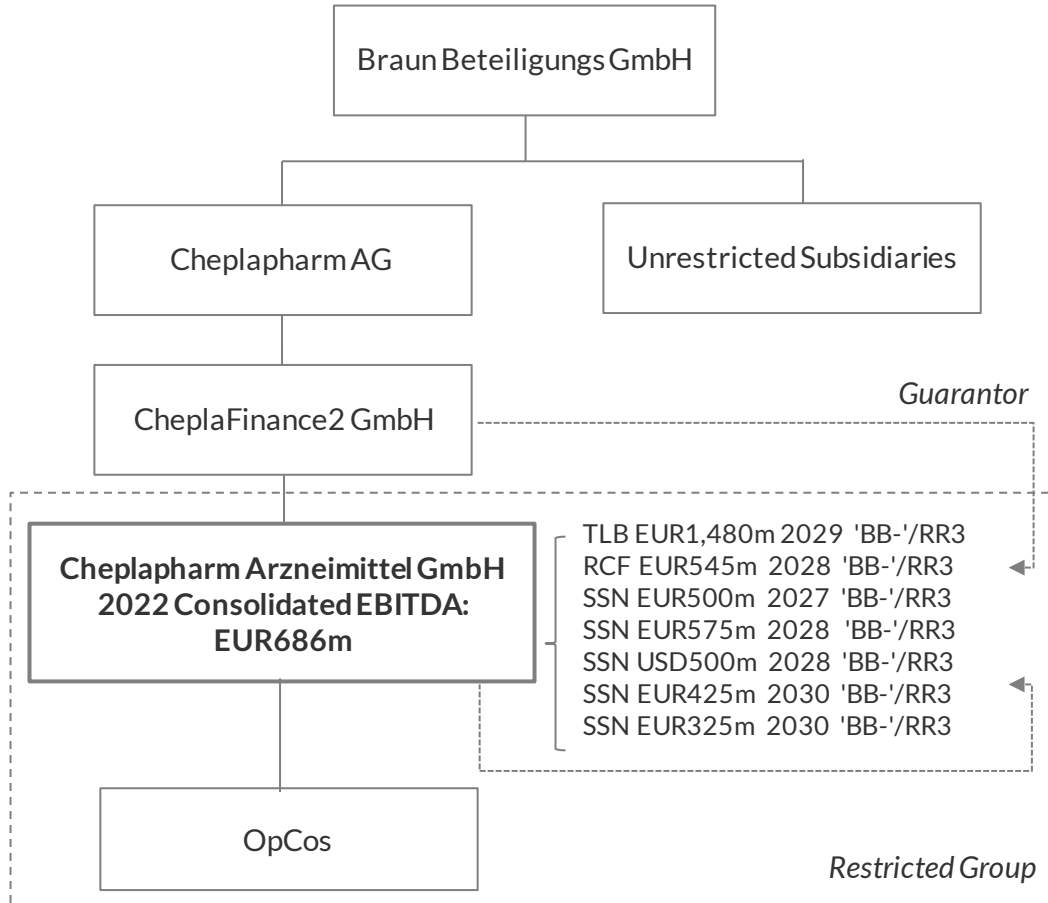 Braun Beteiligungs GmbH
Cheplapharm AG
Unrestricted Subsidiaries
CheplaFinance2 GmbH
Guarantor
Cheplapharm Arzneimittel GmbH
2022 Consolidated EBITDA:
EUR686m
TLB EUR1,480m 2029 'BB-'/RR3
RCF EUR545m 2028 'BB-'/RR3
SSN EUR500m 2027 'BB-'/RR3
SSN EUR575m 2028 'BB-'/RR3
SSN USD500m 2028 'BB-'/RR3
SSN EUR425m 2030 'BB-'/RR3
SSN EUR325m 2030 'BB-'/RR3
OpCos
Restricted Group